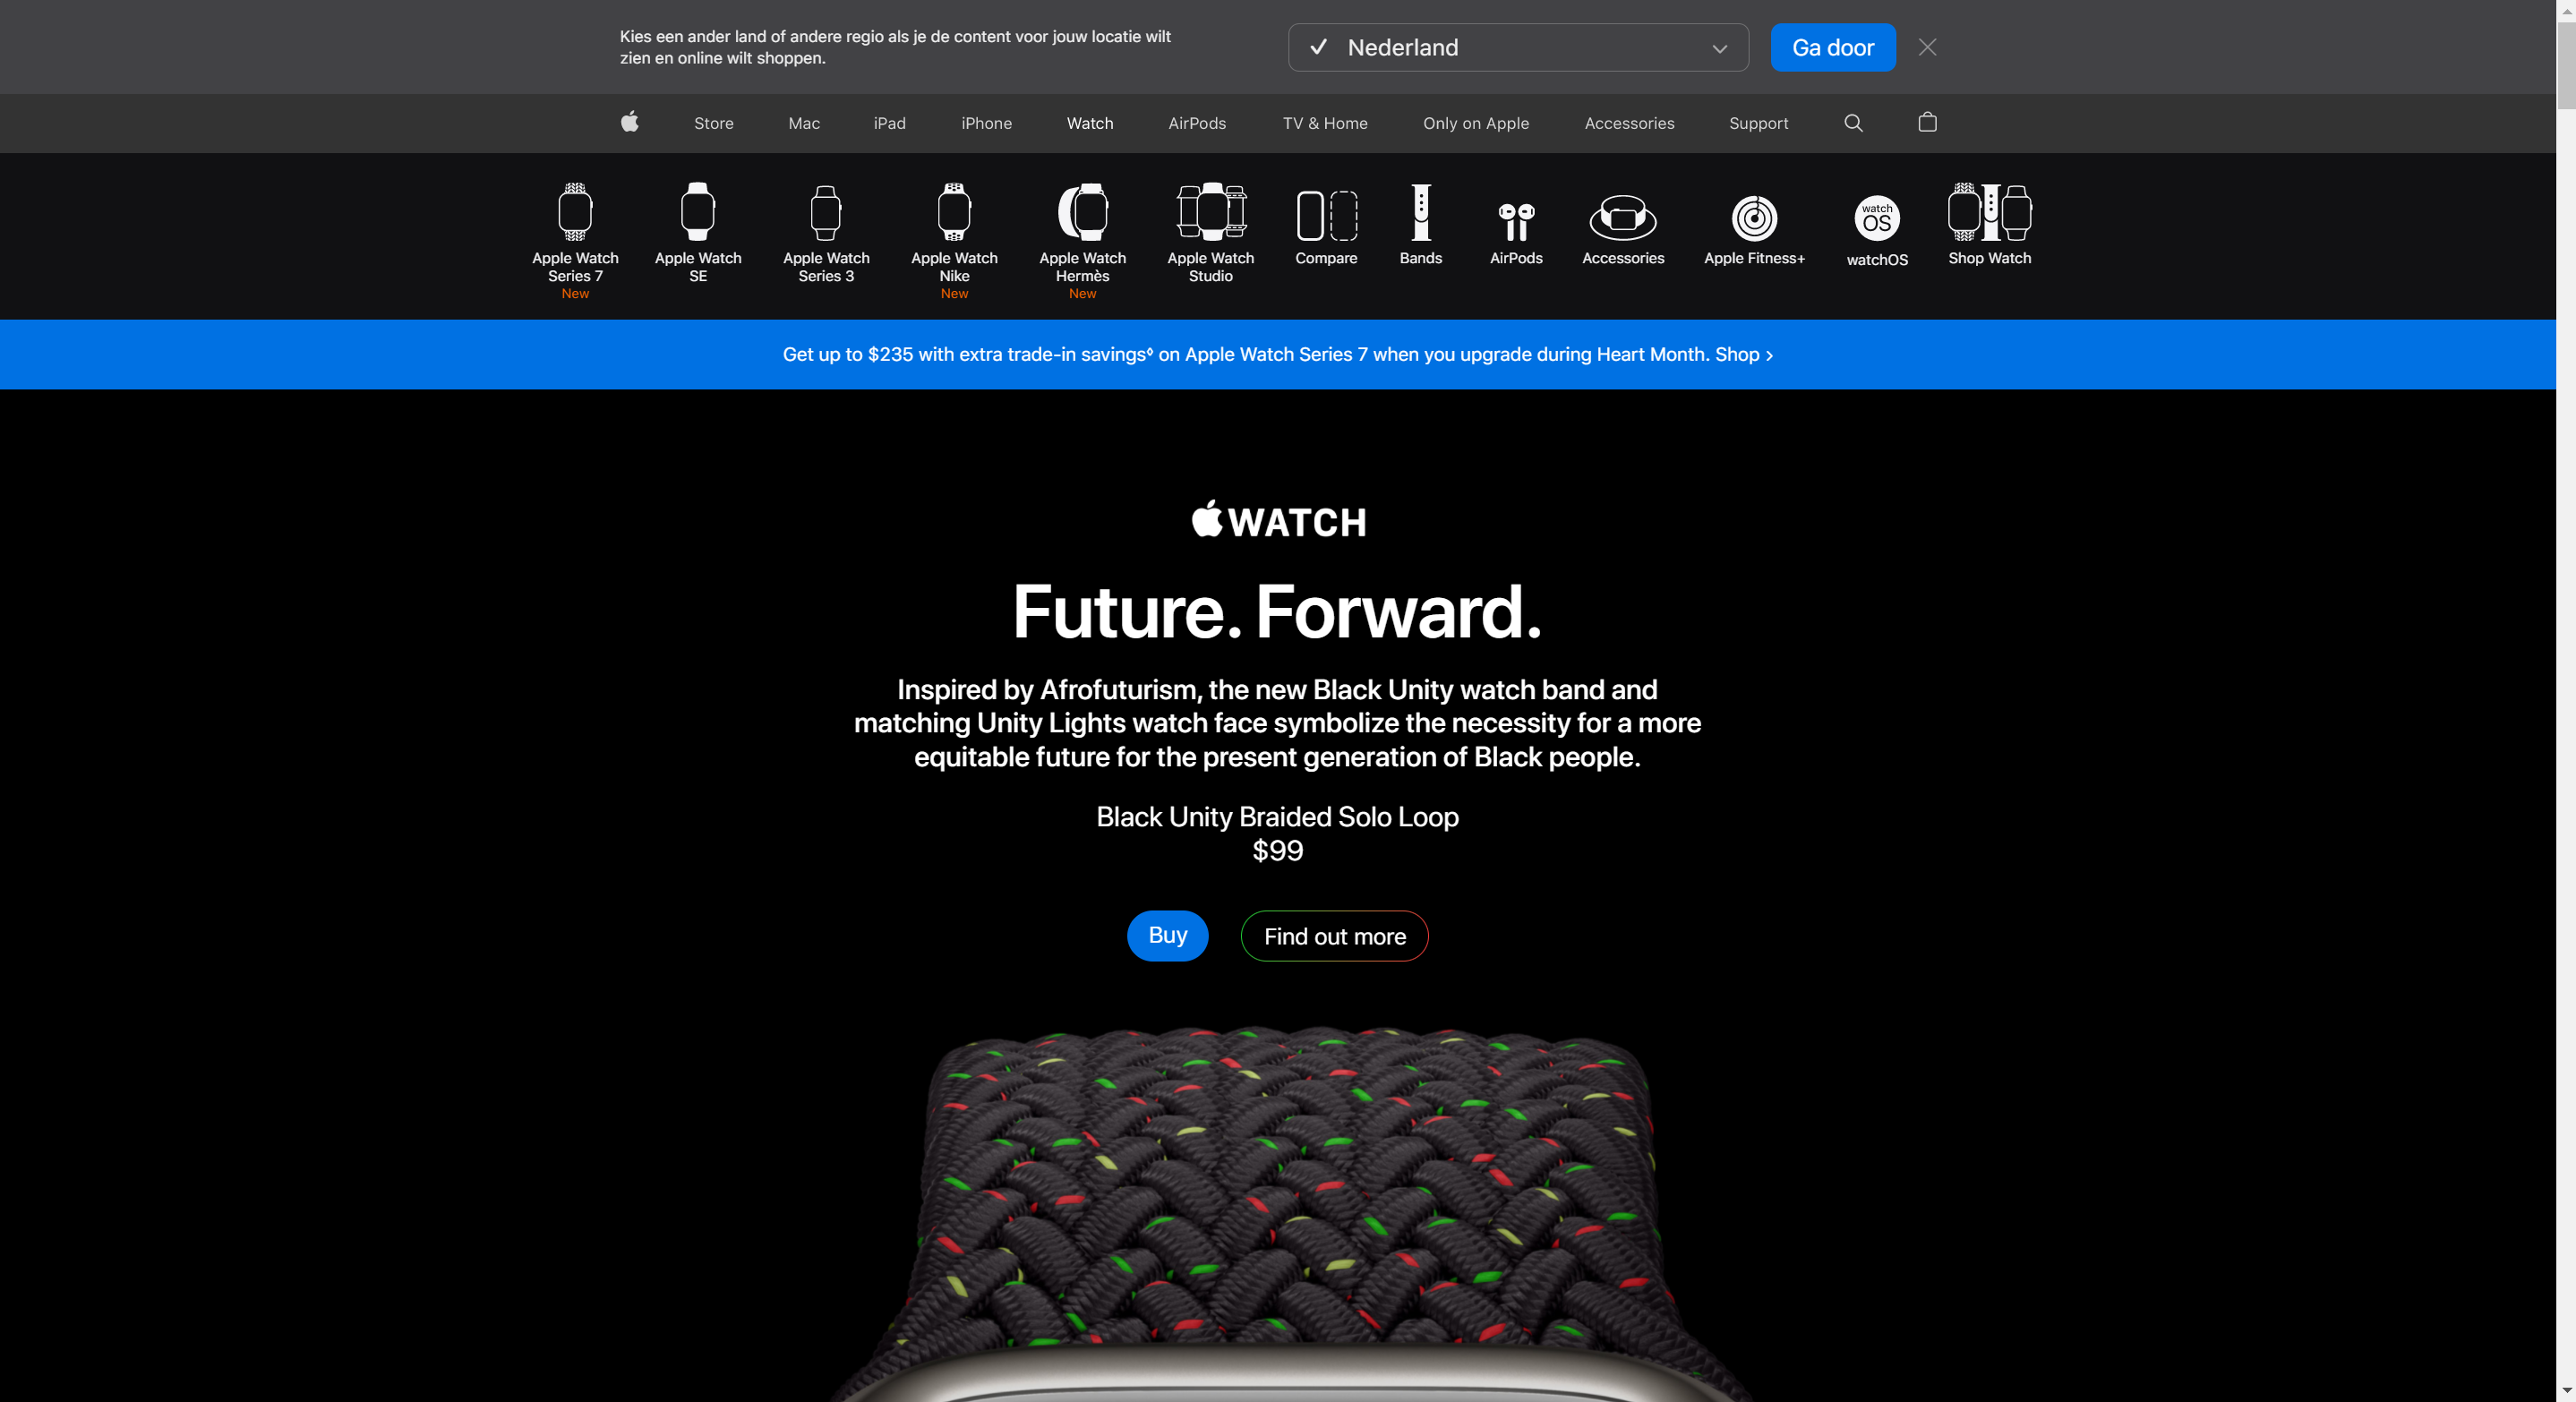 Kies een ander land of andere regio als je de content voor jouw locatie wilt
zien en online wilt shoppen.
Nederland
Ga door
Store
Mac
iPad
iPhone
Watch
AirPods
TV & Home
Only on Apple
Accessories
Support
Apple Watch
Series 7
New
Apple Watch
SE
Apple Watch
Series 3
Apple Watch
Nike
New
Apple Watch
Hermès
New
Apple Watch
Studio
Compare
Bands
AirPods
Accessories
Apple Fitness+
watch
OS
watchOS
Shop Watch
Get up to $235 with extra trade-in savings◊ on Apple Watch Series 7 when you upgrade during Heart Month. Shop >
WATCH
Future. Forward.
Inspired by Afrofuturism, the new Black Unity watch band and
matching Unity Lights watch face symbolize the necessity for a more
equitable future for the present generation of Black people.
Black Unity Braided Solo Loop
$99
Buy
Find out more